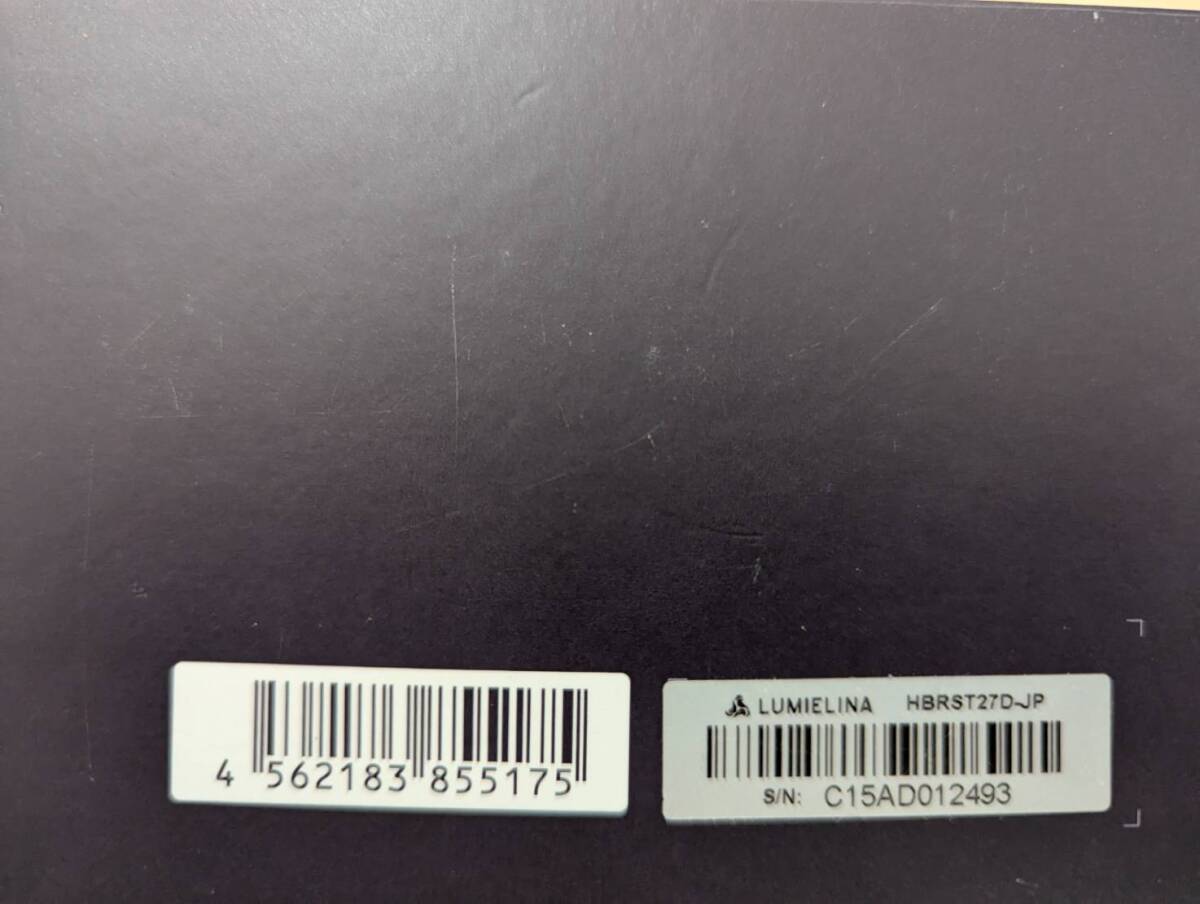 4 562183 855175
LUMIELINA HBRST27D-JP
S/N: C15AD012493